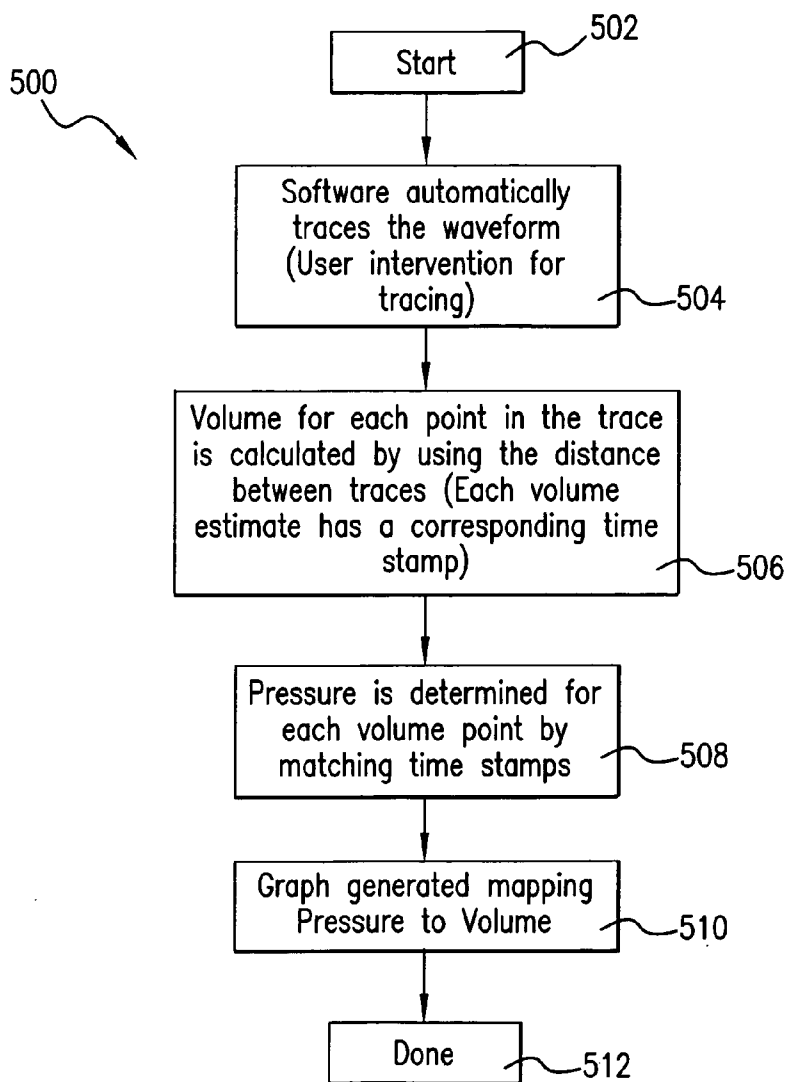 502
Start
500
Software automatically
traces the waveform
(User intervention for
tracing)
504
Volume for each point in the trace
is calculated by using the distance
between traces (Each volume
estimate has a corresponding time
stamp)
506
Pressure is determined for
each volume point by
matching time stamps
508
Graph generated mapping
Pressure to Volume
510
Done
512